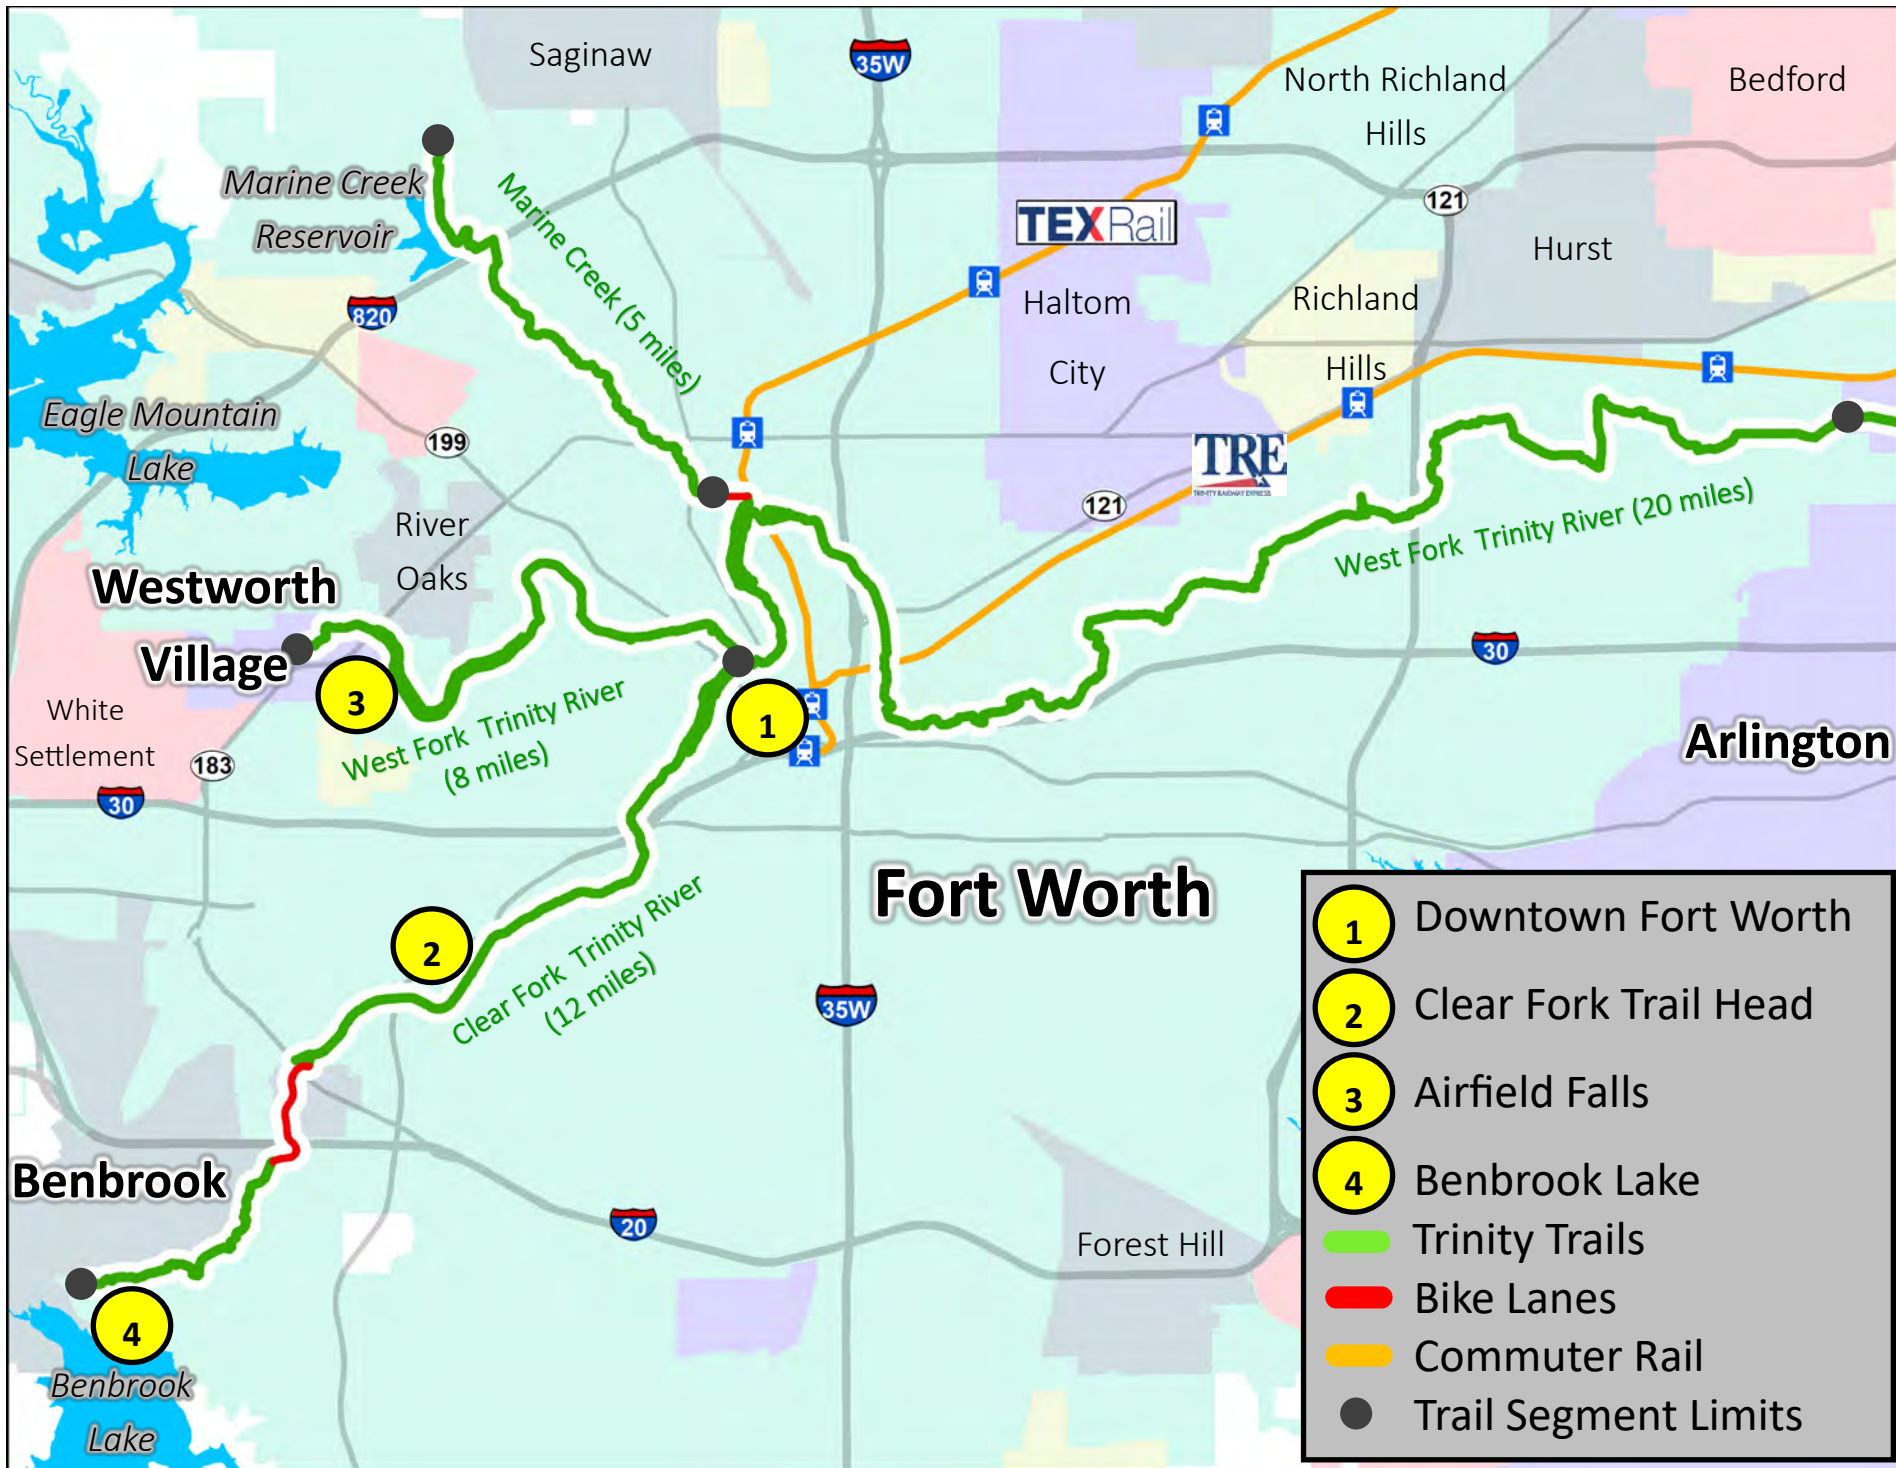 Saginaw
35W
North Richland
Hills
Bedford
Marine Creek
Reservoir
Marine Creek (5 miles)
TEXRail
121
Hurst
820
Haltom
City
Richland
Hills
Eagle Mountain
Lake
199
TRE
TRINITY RAILWAY EXPRESS
121
West Fork Trinity River (20 miles)
River
Oaks
Westworth
Village
3
West Fork Trinity River
(8 miles)
1
30
White
Settlement
183
30
Arlington
Fort Worth
2
Clear Fork Trinity River
(12 miles)
35W
Benbrook
20
Forest Hill
4
Benbrook
Lake
1 Downtown Fort Worth
2 Clear Fork Trail Head
3 Airfield Falls
4 Benbrook Lake
Trinity Trails
Bike Lanes
Commuter Rail
Trail Segment Limits